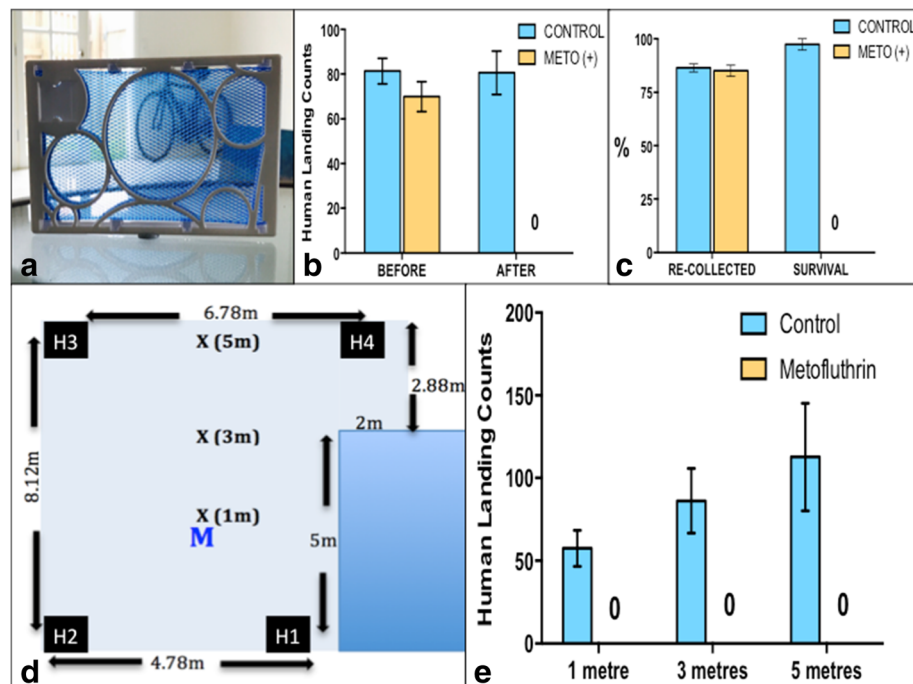 a
b
Human Landing Counts
100
80
60
40
20
0
CONTROL
METO (+)
0
BEFORE
AFTER
c
%
100
75
50
25
0
CONTROL
METO (+)
0
RE-COLLECTED
SURVIVAL
d
6.78m
H3
X (5m)
H4
2.88m
2m
X (3m)
8.12m
X (1m)
M
5m
H2
H1
4.78m
e
Human Landing Counts
200
150
100
50
0
Control
Metofluthrin
0
0
0
1 metre
3 metres
5 metres